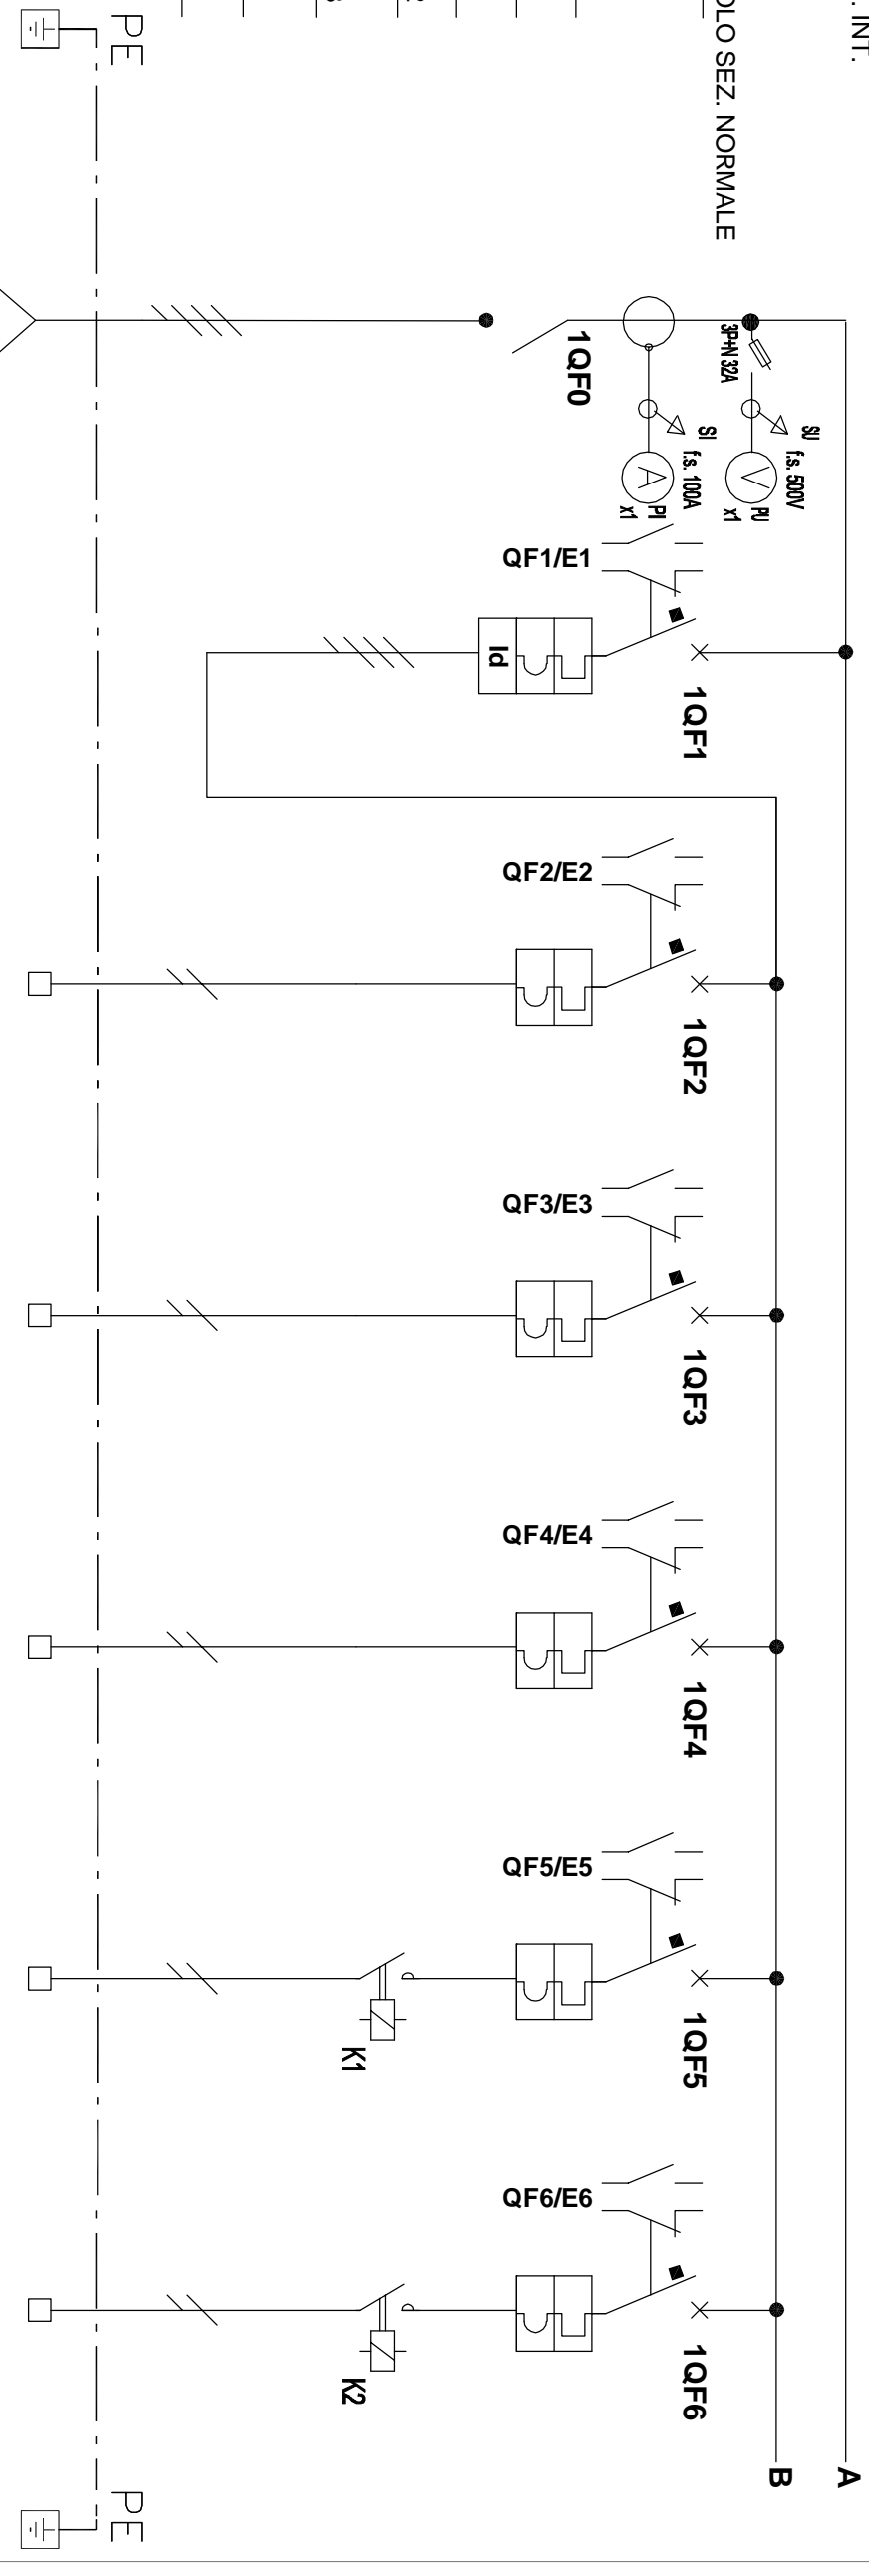 . INT.
OLO SEZ. NORMALE
PE
3P+N 32A
SU
f.s. 500V
V
PU
x1
1QF0
SI
f.s. 100A
A
PI
x1
QF1/E1
1QF1
Id
QF2/E2
1QF2
QF3/E3
1QF3
QF4/E4
1QF4
QF5/E5
1QF5
K1
QF6/E6
1QF6
K2
A
B
PE